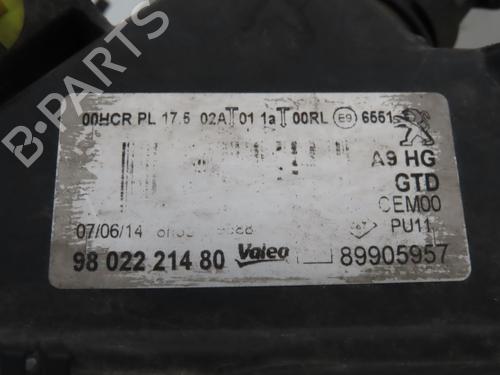 00HCR PL 17.5 02A 01 1a 00RL E9 6551
A9 HG
GTD
CEM00
07/06/14
PU11
98 022 214 80 Valeo 89905957
B-Parts